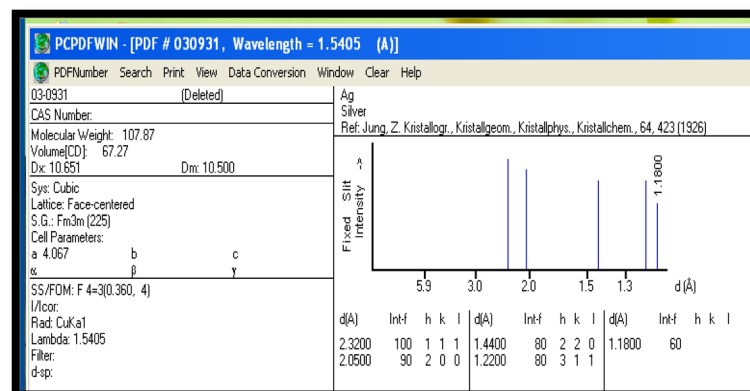 PCPDFWIN - [PDF # 030931, Wavelength = 1.5405 (A)]
PDFNumber Search Print View Data Conversion Window Clear Help
03-0931 (Deleted)
CAS Number:
Molecular Weight: 107.87
Volume[CD]: 67.27
Dx: 10.651 Dm: 10.500
Sys: Cubic
Lattice: Face-centered
S.G.: Fm3m (225)
Cell Parameters:
a 4.067 b c
α β γ
SS/FOM: F 4=3(0.360, 4)
I/Icor:
Rad: CuKa1
Lambda: 1.5405
Filter:
d-sp:
Ag
Silver
Ref: Jung, Z. Kristallogr., Kristallgeom., Kristallphys., Kristallchem., 64, 423 (1926)
Fixed Slit
Intensity ->
1.1800
5.9 3.0 2.0 1.5 1.3 d (Å)
d(A) Int-f h k l d(A) Int-f h k l d(A) Int-f h k l
2.3200 100 1 1 1 1.4400 80 2 2 0 1.1800 60
2.0500 90 2 0 0 1.2200 80 3 1 1